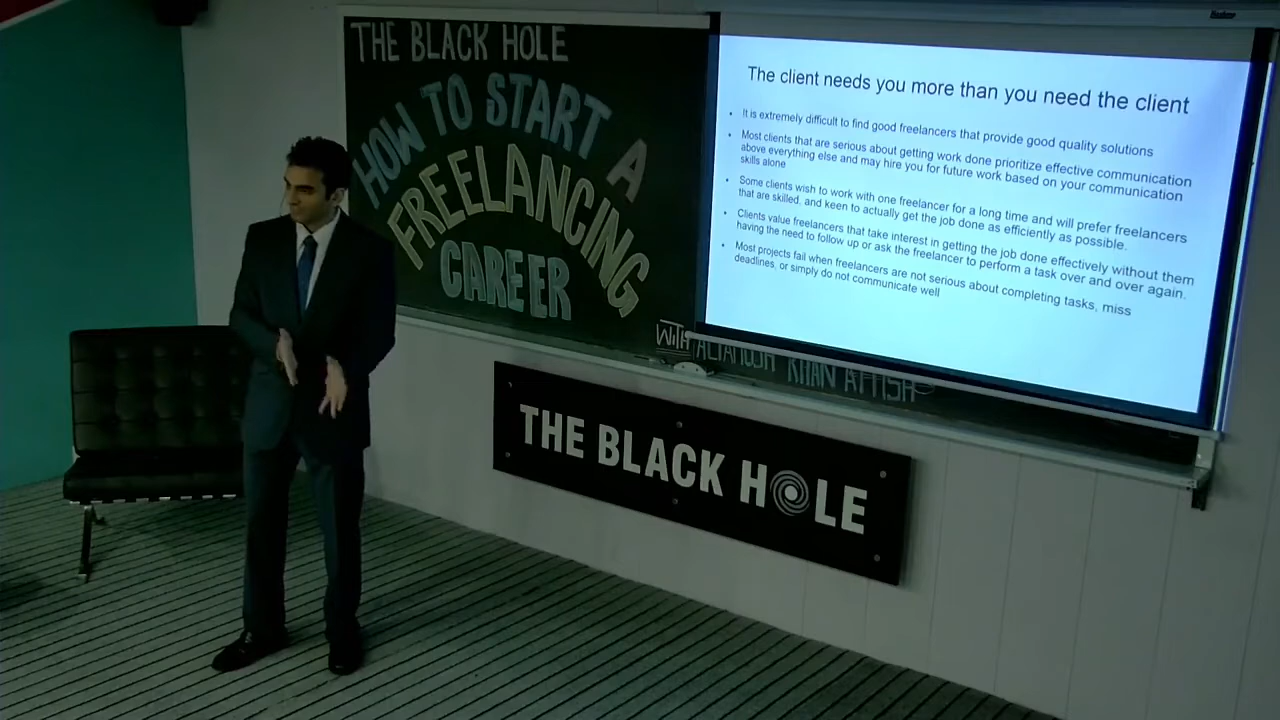 THE BLACK HOLE
HOW TO START A
FREELANCING
CAREER
WITH
KHAN
The client needs you more than you need the client
It is extremely difficult to find good freelancers that provide good quality solutions
Most clients that are serious about getting work done prioritize effective communication
above everything else and may hire you for future work based on your communication
skills alone
Some clients wish to work with one freelancer for a long time and will prefer freelancers
that are skilled, and keen to actually get the job done as efficiently as possible.
Clients value freelancers that take interest in getting the job done effectively without them
having the need to follow up or ask the freelancer to perform a task over and over again.
Most projects fail when freelancers are not serious about completing tasks, miss
deadlines, or simply do not communicate well
THE BLACK HOLE